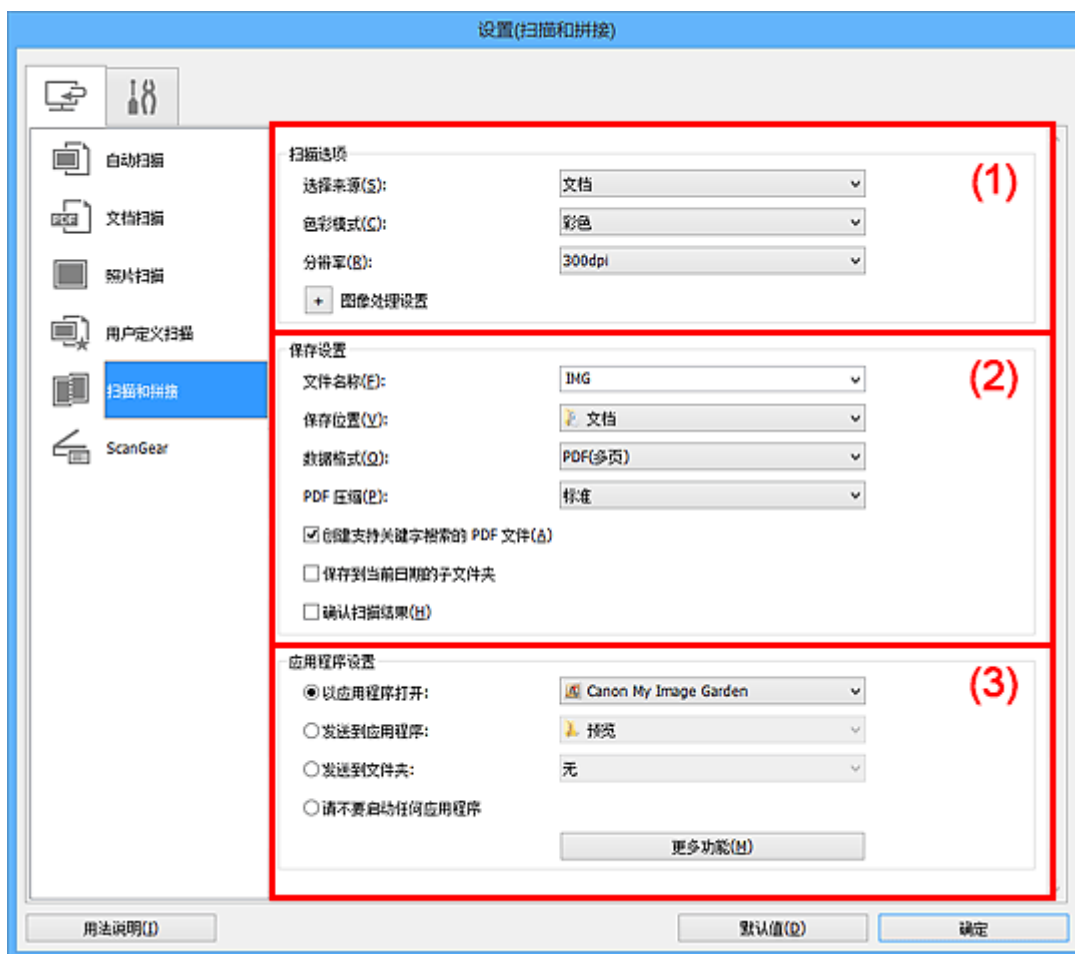 设置(扫描和拼接)
自动扫描
文档扫描
照片扫描
用户定义扫描
扫描和拼接
ScanGear
扫描选项
(1)
选择来源(S): 文档
色彩模式(C): 彩色
分辨率(R): 300dpi
+ 图像处理设置
保存设置
(2)
文件名称(F): IMG
保存位置(V): 文档
数据格式(O): PDF(多页)
PDF 压缩(P): 标准
创建支持关键字搜索的 PDF 文件(A)
保存到当前日期的子文件夹
确认扫描结果(H)
应用程序设置
(3)
以应用程序打开: Canon My Image Garden
发送到应用程序: 预览
发送到文件夹: 无
请不要启动任何应用程序
更多功能(M)
用法说明(I) 默认值(D) 确定